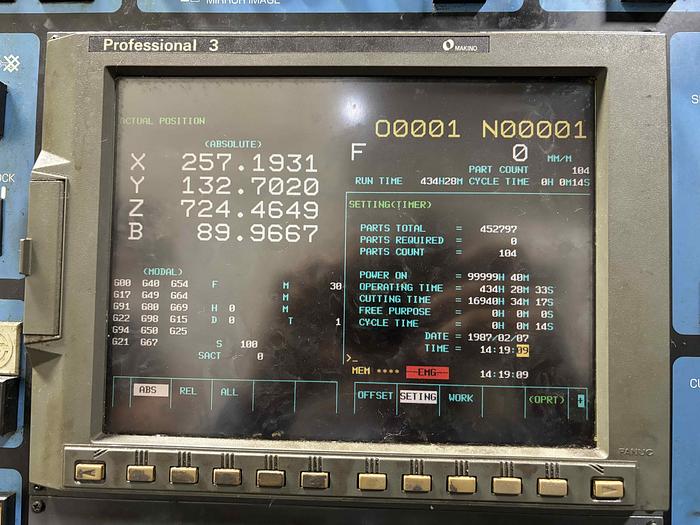 MIRROR IMAGE
Professional 3
MAKINO
ACTUAL POSITION
O0001 N00001
(ABSOLUTE)
X 257.1931
Y 132.7020
Z 724.4649
B 89.9667
F 0 MM/M
PART COUNT 104
RUN TIME 434H28M CYCLE TIME 0H 0M14S
SETTING(TIMER)
PARTS TOTAL = 452797
PARTS REQUIRED = 0
PARTS COUNT = 104
POWER ON = 99999H 40M
OPERATING TIME = 434H 28M 33S
CUTTING TIME = 16940H 34M 17S
FREE PURPOSE = 0H 0M 0S
CYCLE TIME = 0H 0M 14S
DATE = 1987/02/07
TIME = 14:19:09
(MODAL)
G00 G40 G54 F M 30
G17 G49 G64 M
G91 G80 G69 H 0 M
G22 G98 G15 D 0 T 1
G94 G50 G25
G21 G67 S 100
SACT 0
>_
MEM **** --EMG-- 14:19:09
ABS REL ALL
OFFSET SETING WORK (OPRT)
FANUC